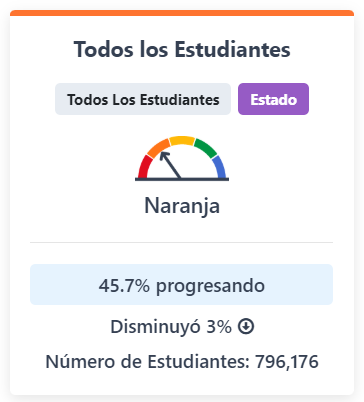 Todos los Estudiantes
Todos Los Estudiantes Estado
Naranja
45.7% progresando
Disminuyó 3%
Número de Estudiantes: 796,176